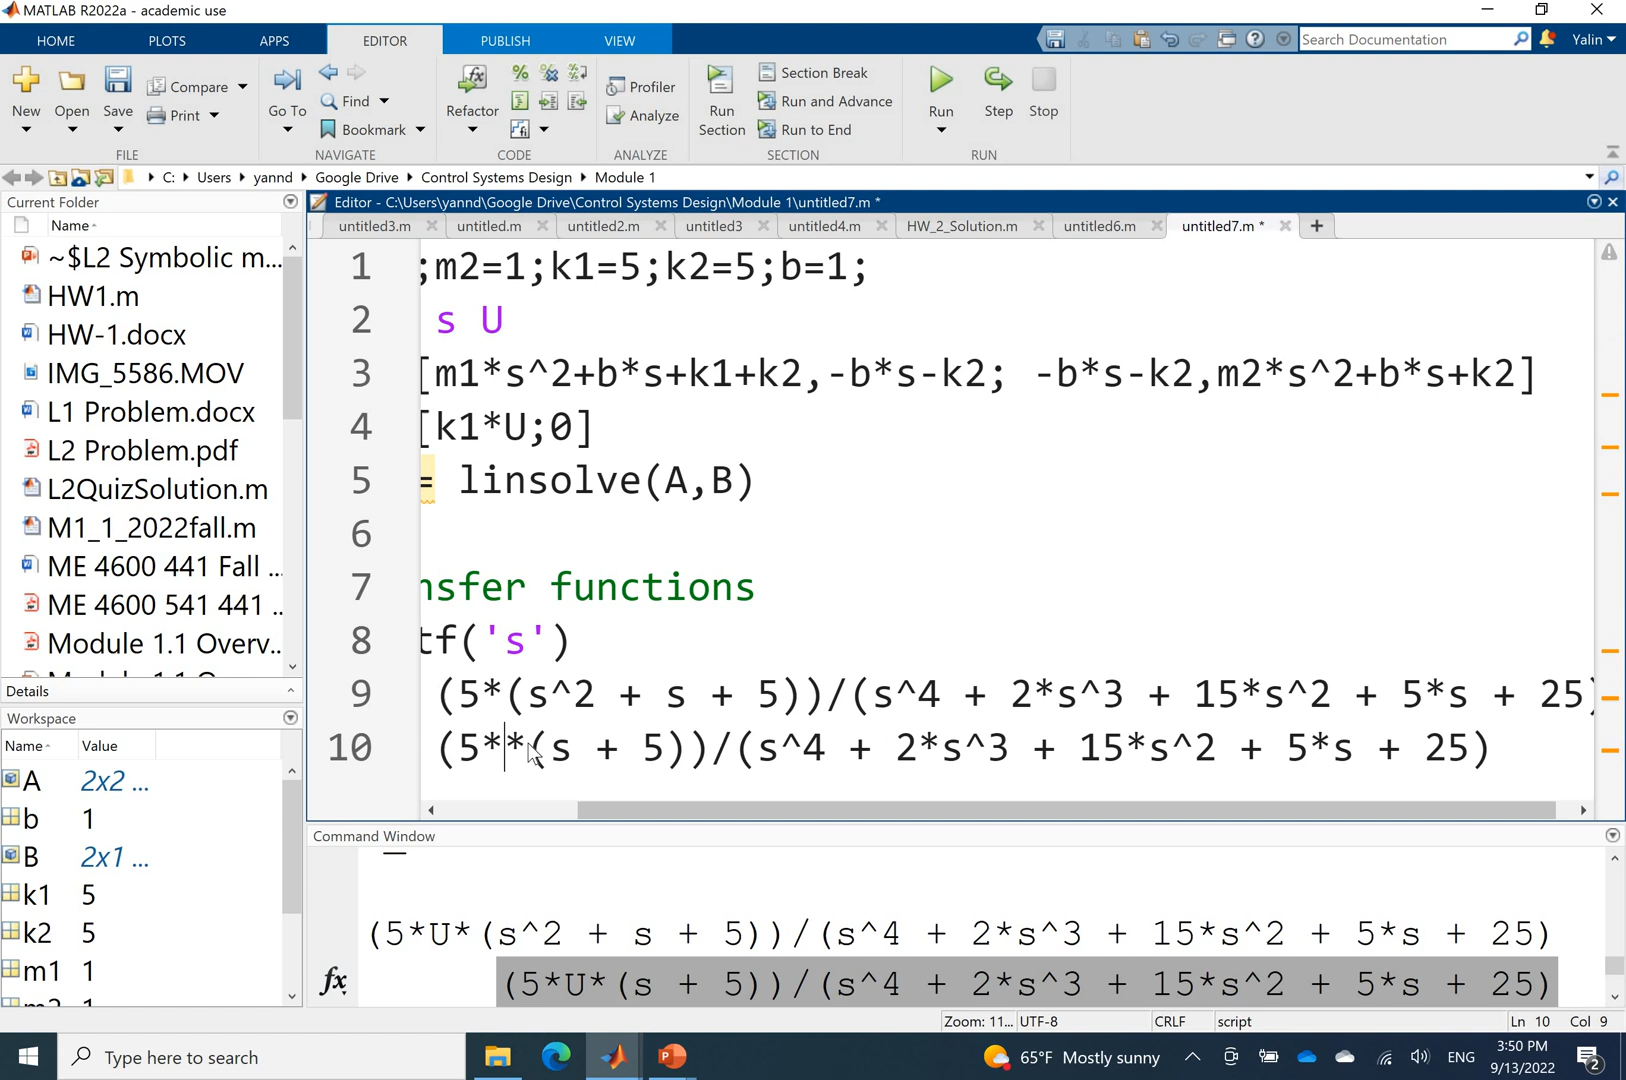 MATLAB R2022a - academic use
HOME PLOTS APPS EDITOR PUBLISH VIEW
Search Documentation Yalin
New Open Save Compare Print
Go To Find Bookmark
Refactor
Profiler Analyze
Run Section Section Break Run and Advance Run to End
Run Step Stop
FILE NAVIGATE CODE ANALYZE SECTION RUN
C: Users yannd Google Drive Control Systems Design Module 1
Current Folder
Name
~$L2 Symbolic m...
HW1.m
HW-1.docx
IMG_5586.MOV
L1 Problem.docx
L2 Problem.pdf
L2QuizSolution.m
M1_1_2022fall.m
ME 4600 441 Fall ...
ME 4600 541 441 ..
Module 1.1 Overv...
Details
Workspace
Name Value
A 2x2 ...
b 1
B 2x1 ...
k1 5
k2 5
m1 1
Editor - C:\Users\yannd\Google Drive\Control Systems Design\Module 1\untitled7.m *
untitled3.m untitled.m untitled2.m untitled3 untitled4.m HW_2_Solution.m untitled6.m untitled7.m *
1 ;m2=1;k1=5;k2=5;b=1;
2 s U
3 [m1*s^2+b*s+k1+k2,-b*s-k2; -b*s-k2,m2*s^2+b*s+k2]
4 [k1*U;0]
5 = linsolve(A,B)
6
7 nsfer functions
8 tf('s')
9 (5*(s^2 + s + 5))/(s^4 + 2*s^3 + 15*s^2 + 5*s + 25)
10 (5**(s + 5))/(s^4 + 2*s^3 + 15*s^2 + 5*s + 25)
Command Window
(5*U*(s^2 + s + 5))/(s^4 + 2*s^3 + 15*s^2 + 5*s + 25)
fx (5*U*(s + 5))/(s^4 + 2*s^3 + 15*s^2 + 5*s + 25)
Zoom: 11... UTF-8 CRLF script Ln 10 Col 9
Type here to search
65°F Mostly sunny
ENG
3:50 PM
9/13/2022
2